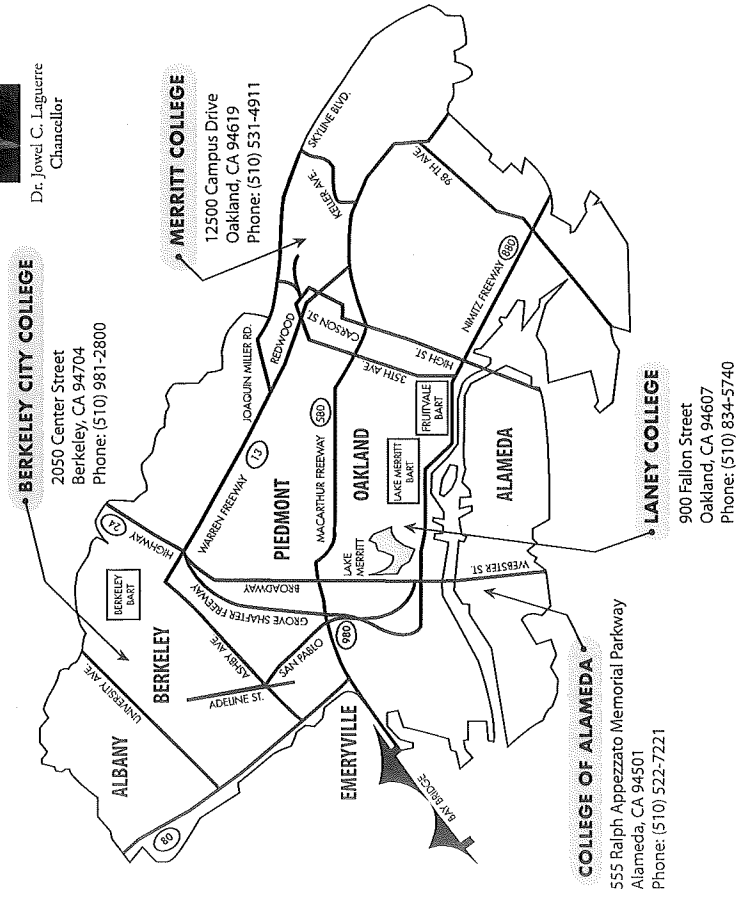 Dr. Jowel C. Laguerre
Chancellor
BERKELEY CITY COLLEGE
2050 Center Street
Berkeley, CA 94704
Phone: (510) 981-2800
MERRITT COLLEGE
12500 Campus Drive
Oakland, CA 94619
Phone: (510) 531-4911
ALBANY
80
UNIVERSITY AVE.
BERKELEY
BERKELEY
BART
HIGHWAY
24
ASHBY AVE
ADELINE ST.
SAN PABLO
GROVE SHAFTER FREEWAY
BROADWAY
WARREN FREEWAY
13
JOAQUIN MILLER RD.
REDWOOD
SKYLINE BLVD.
KELLER AVE.
98 TH AVE.
CARSON ST.
35TH AVE
HIGH ST.
NIMITZ FREEWAY
880
PIEDMONT
MACARTHUR FREEWAY
580
EMERYVILLE
980
BAY BRIDGE
OAKLAND
LAKE
MERRITT
LAKE MERRITT
BART
FRUITVALE
BART
WEBSTER ST.
ALAMEDA
COLLEGE OF ALAMEDA
555 Ralph Appezzato Memorial Parkway
Alameda, CA 94501
Phone: (510) 522-7221
LANEY COLLEGE
900 Fallon Street
Oakland, CA 94607
Phone: (510) 834-5740